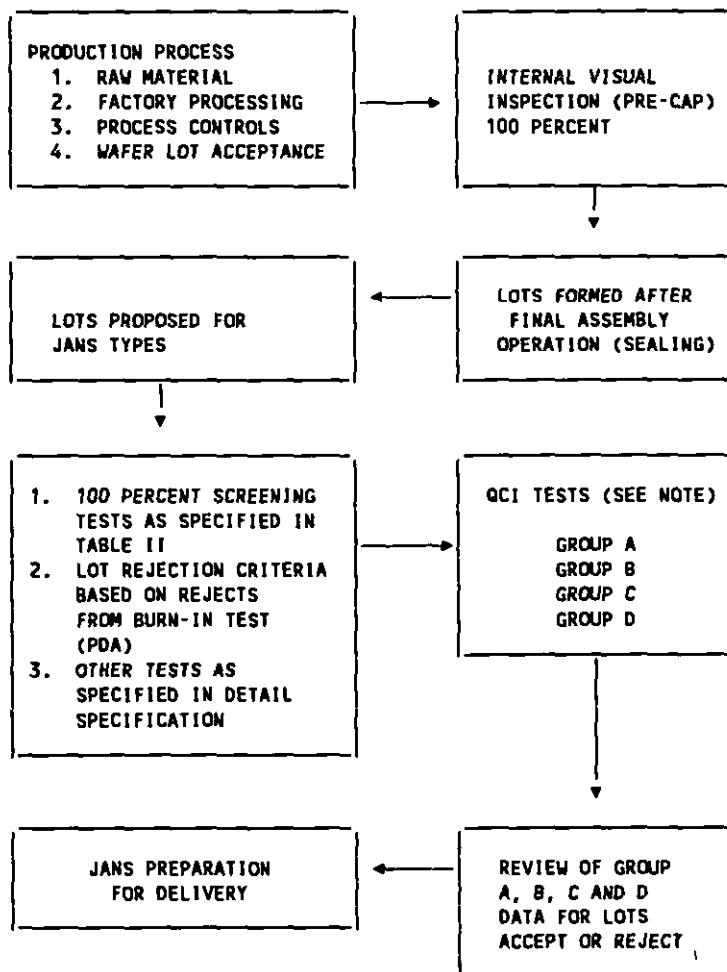 PRODUCTION PROCESS
1. RAW MATERIAL
2. FACTORY PROCESSING
3. PROCESS CONTROLS
4. WAFER LOT ACCEPTANCE
INTERNAL VISUAL
INSPECTION (PRE-CAP)
100 PERCENT
LOTS FORMED AFTER
FINAL ASSEMBLY
OPERATION (SEALING)
LOTS PROPOSED FOR
JANS TYPES
1. 100 PERCENT SCREENING
TESTS AS SPECIFIED IN
TABLE II
2. LOT REJECTION CRITERIA
BASED ON REJECTS
FROM BURN-IN TEST
(PDA)
3. OTHER TESTS AS
SPECIFIED IN DETAIL
SPECIFICATION
QCI TESTS (SEE NOTE)
GROUP A
GROUP B
GROUP C
GROUP D
REVIEW OF GROUP
A, B, C AND D
DATA FOR LOTS
ACCEPT OR REJECT
JANS PREPARATION
FOR DELIVERY